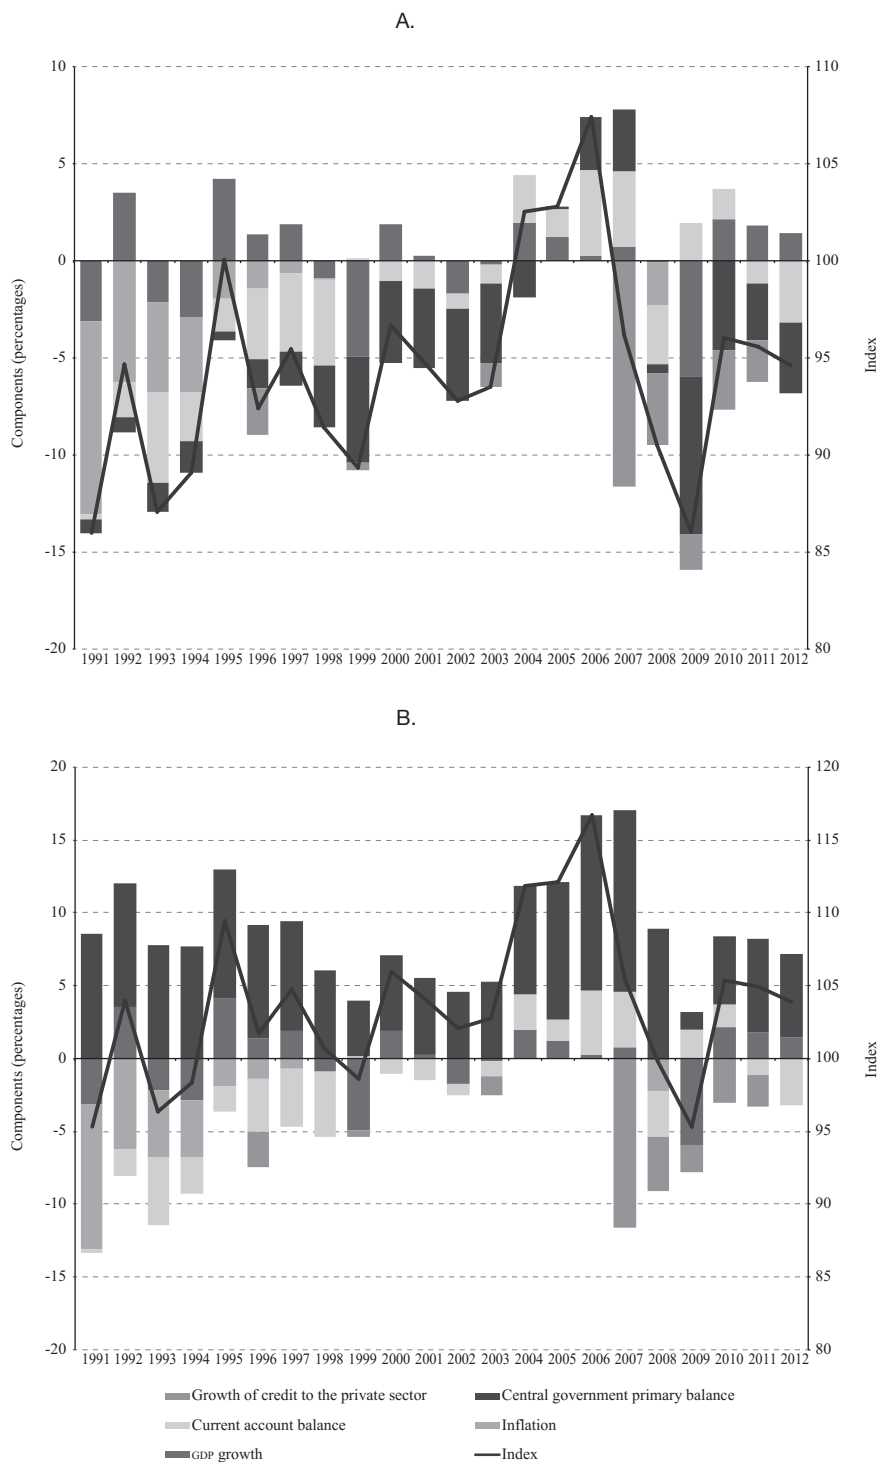 A.
10
5
0
-5
-10
-15
-20
Components (percentages)
110
105
100
95
90
85
80
Index
1991 1992 1993 1994 1995 1996 1997 1998 1999 2000 2001 2002 2003 2004 2005 2006 2007 2008 2009 2010 2011 2012
B.
20
15
10
5
0
-5
-10
-15
-20
Components (percentages)
120
115
110
105
100
95
90
85
80
Index
1991 1992 1993 1994 1995 1996 1997 1998 1999 2000 2001 2002 2003 2004 2005 2006 2007 2008 2009 2010 2011 2012
Growth of credit to the private sector
Central government primary balance
Current account balance
Inflation
GDP growth
Index